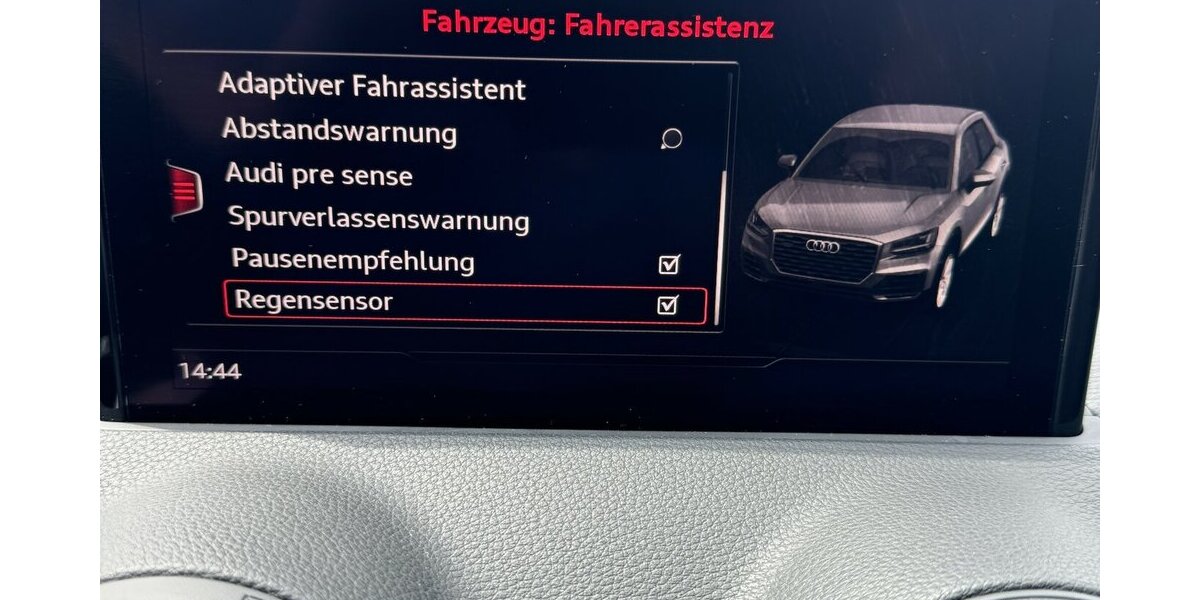 Fahrzeug: Fahrerassistenz
Adaptiver Fahrassistent
Abstandswarnung
Audi pre sense
Spurverlassenswarnung
Pausenempfehlung
Regensensor
14:44